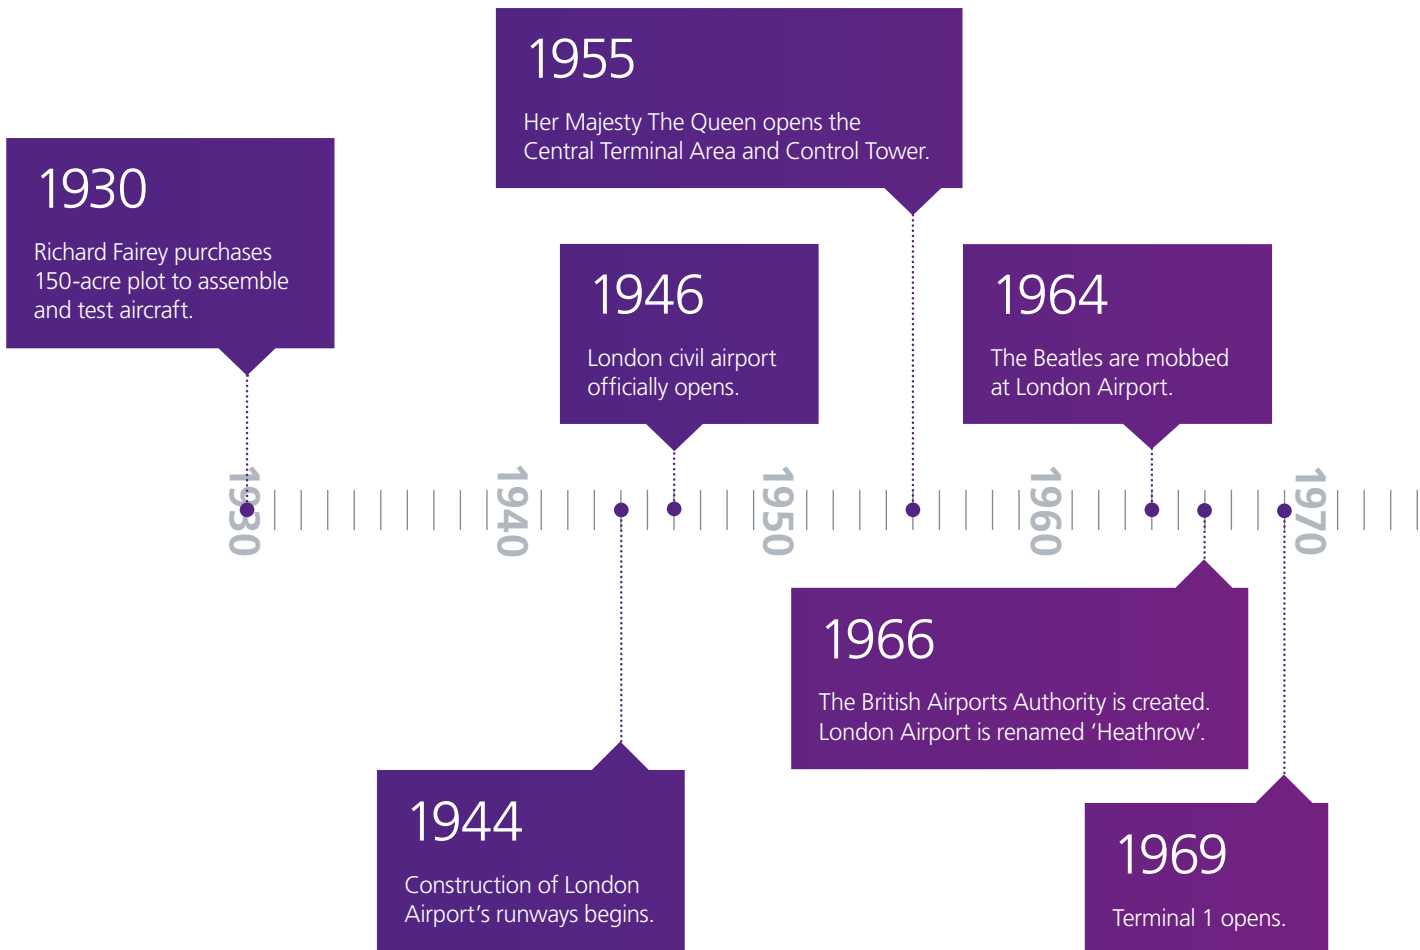 1930
Richard Fairey purchases
150-acre plot to assemble
and test aircraft.
1955
Her Majesty The Queen opens the
Central Terminal Area and Control Tower.
1946
London civil airport
officially opens.
1964
The Beatles are mobbed
at London Airport.
1930
1940
1950
1960
1970
1944
Construction of London
Airport’s runways begins.
1966
The British Airports Authority is created.
London Airport is renamed ‘Heathrow’.
1969
Terminal 1 opens.